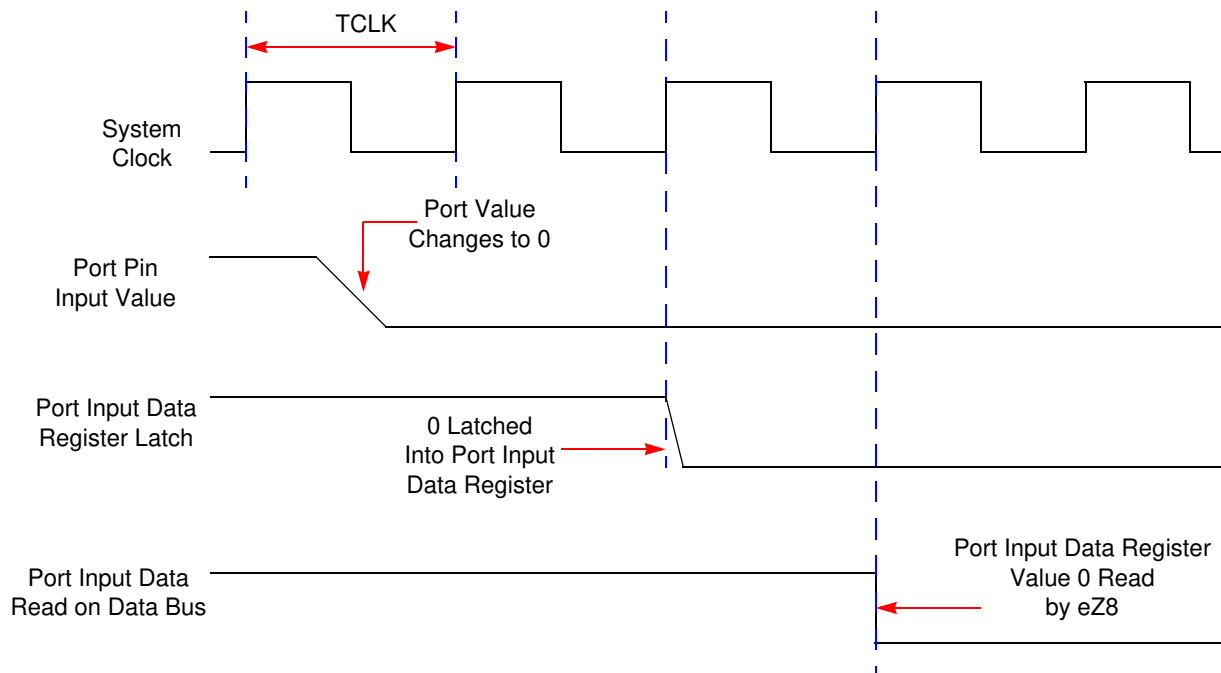 TCLK
System
Clock
Port Value
Changes to 0
Port Pin
Input Value
Port Input Data
Register Latch
0 Latched
Into Port Input
Data Register
Port Input Data
Read on Data Bus
Port Input Data Register
Value 0 Read
by eZ8